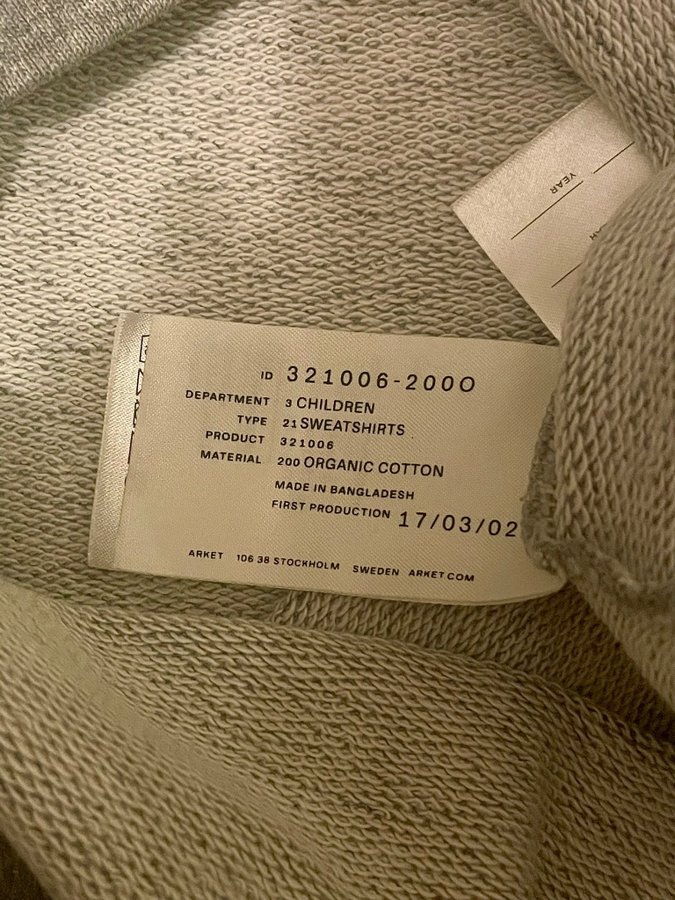 YEAR
ID 321006-200O
DEPARTMENT 3 CHILDREN
TYPE 21 SWEATSHIRTS
PRODUCT 321006
MATERIAL 200 ORGANIC COTTON
MADE IN BANGLADESH
FIRST PRODUCTION 17/03/02
ARKET 106 38 STOCKHOLM SWEDEN ARKET.COM